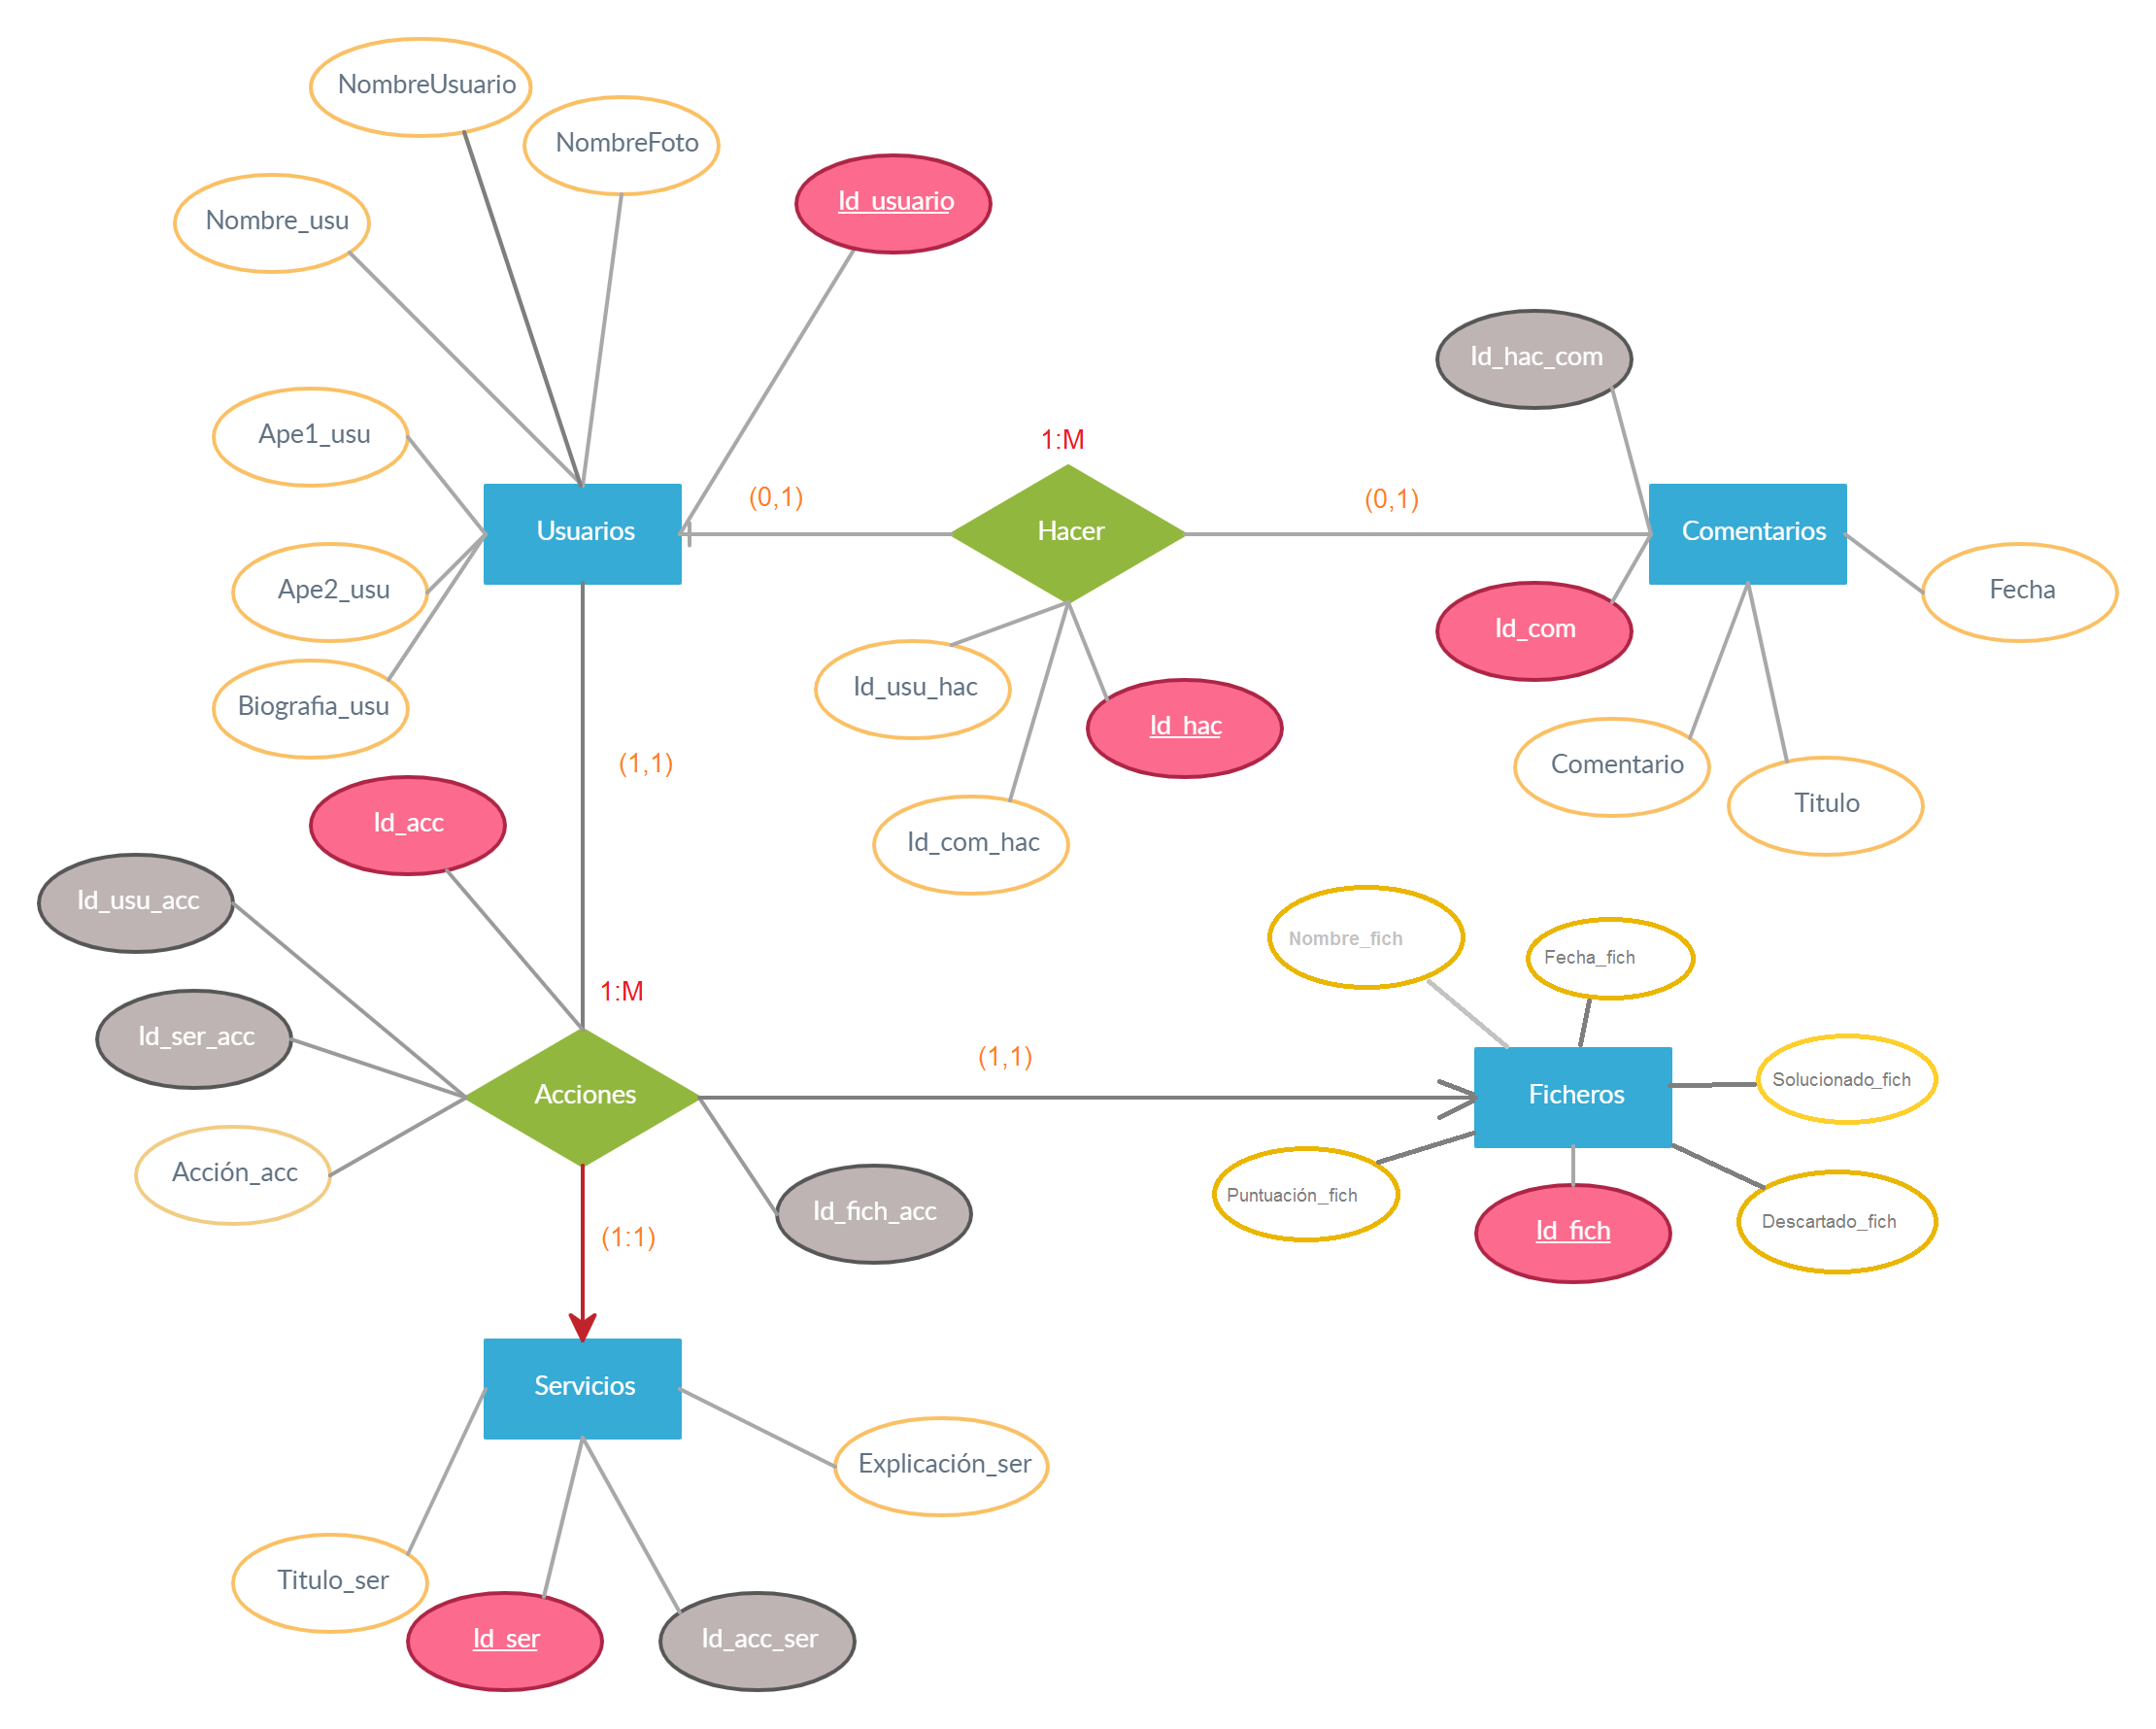 NombreUsuario
NombreFoto
Id_usuario
Nombre_usu
Id_hac_com
Ape1_usu
1:M
(0,1)
(0,1)
Usuarios
Hacer
Comentarios
Ape2_usu
Fecha
Id_com
Id_usu_hac
Biografia_usu
Id_hac
(1,1)
Comentario
Titulo
Id_acc
Id_com_hac
Id_usu_acc
Nombre_fich
Fecha_fich
1:M
Id_ser_acc
(1,1)
Solucionado_fich
Acciones
Ficheros
Acción_acc
Puntuación_fich
Id_fich_acc
Id_fich
Descartado_fich
(1:1)
Servicios
Explicación_ser
Titulo_ser
Id_ser
Id_acc_ser